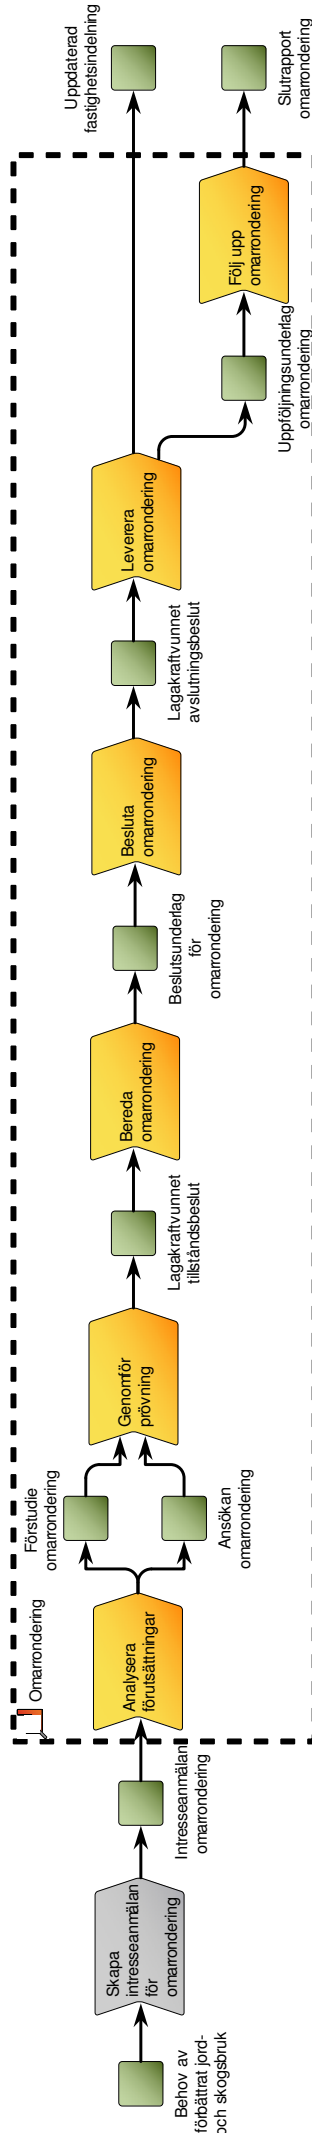 Behov av
förbättrat jord-
och skogsbruk
Skapa
intresseanmälan
för
omarrondering
Intresseanmälan
omarrondering
Omarrondering
Analysera
förutsättningar
Förstudie
omarrondering
Ansökan
omarrondering
Genomför
prövning
Lagakraftvunnet
tillståndsbeslut
Bereda
omarrondering
Beslutsunderlag
för
omarrondering
Besluta
omarrondering
Lagakraftvunnet
avslutningsbeslut
Leverera
omarrondering
Uppföljningsunderlag
omarrondering
Följ upp
omarrondering
Uppdaterad
fastighetsindelning
Slutrapport
omarrondering